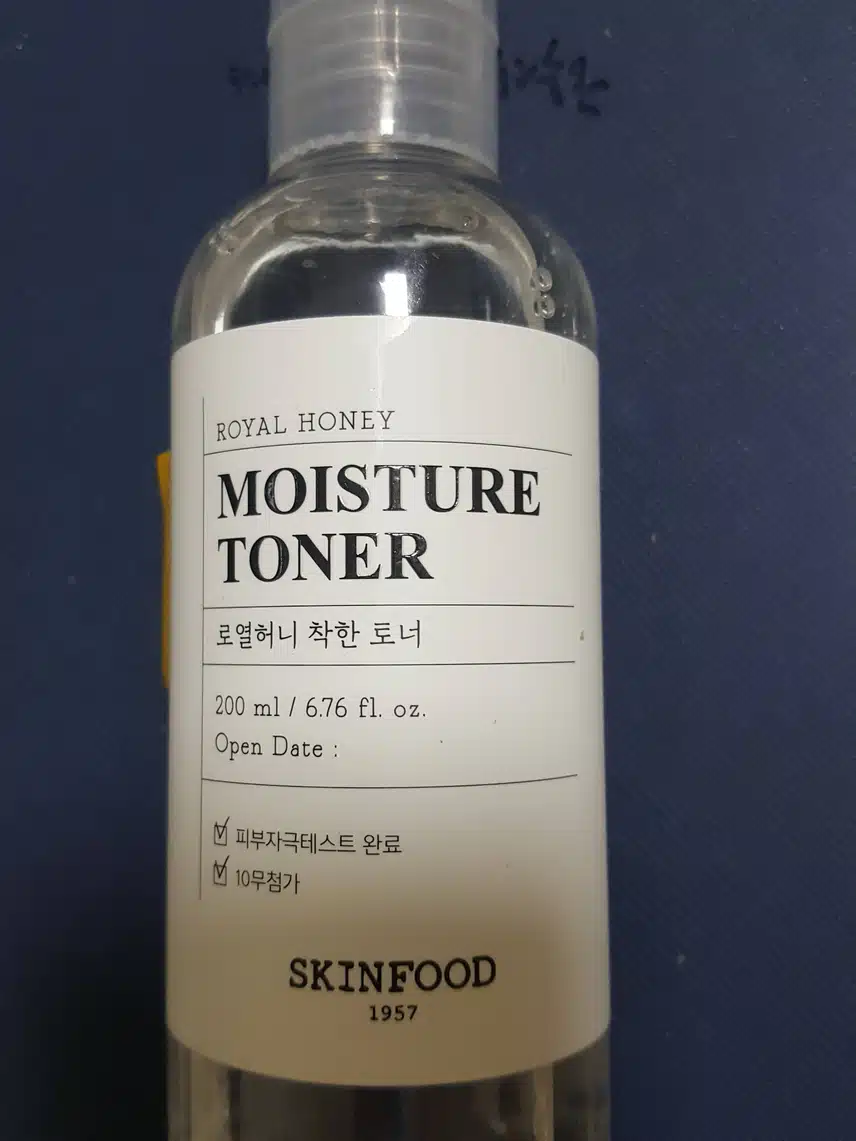 ROYAL HONEY
MOISTURE
TONER
로열허니 착한 토너
200 ml / 6.76 fl. oz.
Open Date :
피부자극테스트 완료
10무첨가
SKINFOOD
1957